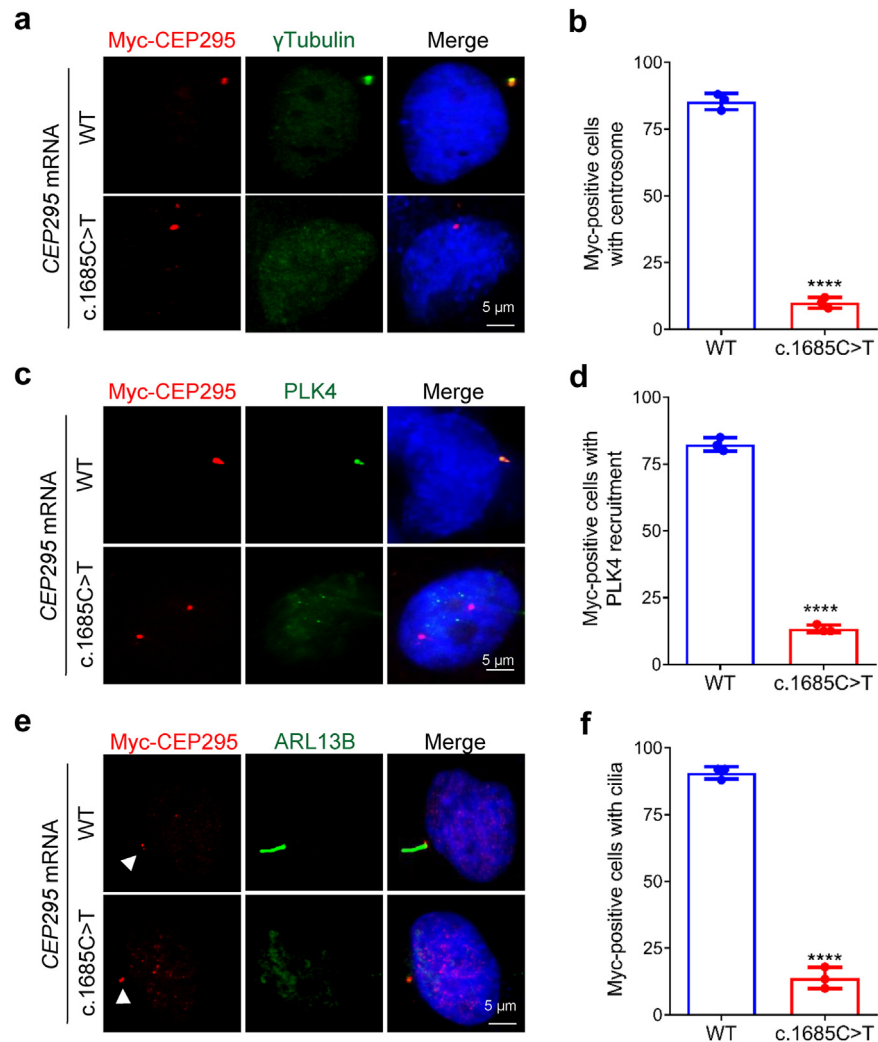 a
Myc-CEP295 γTubulin Merge
CEP295 mRNA
WT
c.1685C>T
5 µm
b
Myc-positive cells
with centrosome
100
75
50
25
0
****
WT c.1685C>T
c
Myc-CEP295 PLK4 Merge
CEP295 mRNA
WT
c.1685C>T
5 µm
d
Myc-positive cells with
PLK4 recruitment
100
75
50
25
0
****
WT c.1685C>T
e
Myc-CEP295 ARL13B Merge
CEP295 mRNA
WT
c.1685C>T
5 µm
f
Myc-positive cells with cilia
100
75
50
25
0
****
WT c.1685C>T